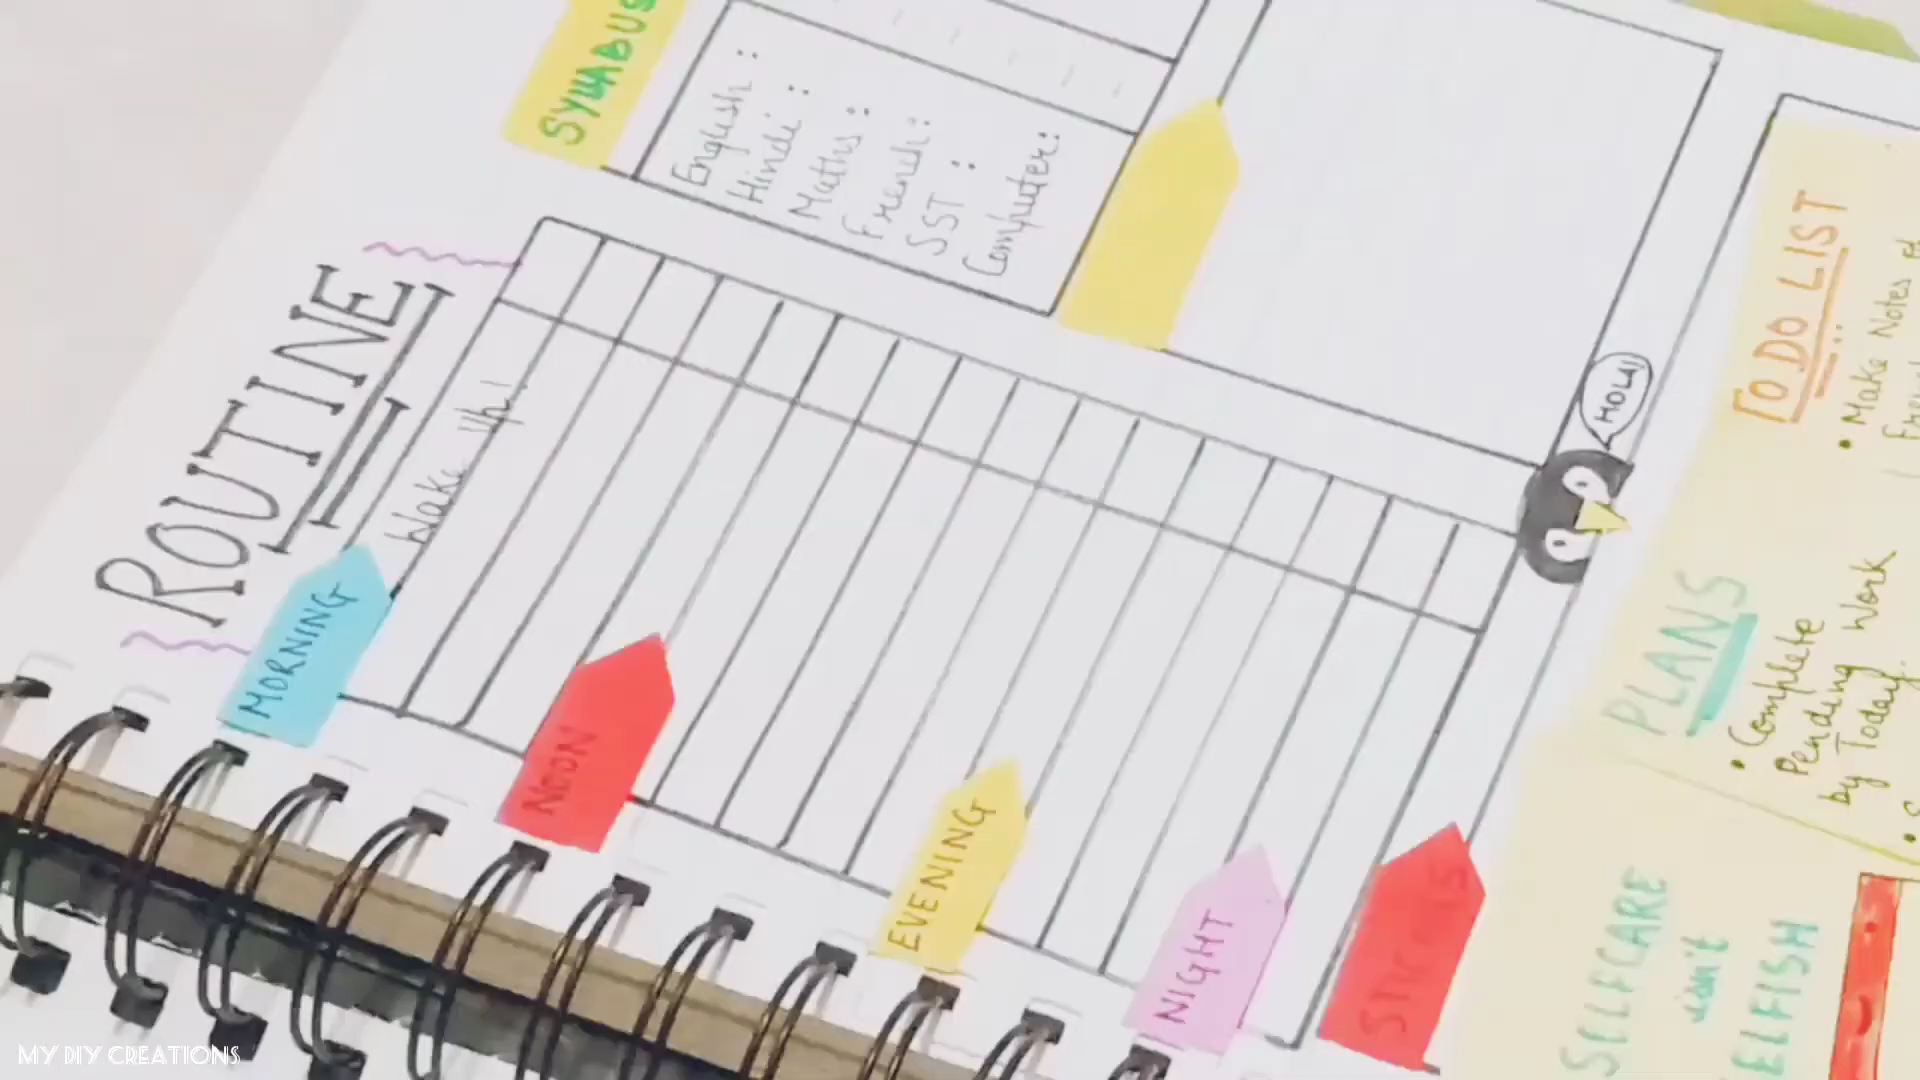 SYLLABUS
English :
Hindi :
Maths :
French :
SST :
Computer:
ROUTINE
Wake Up!
MORNING
NOON
EVENING
NIGHT
HOLA!
TO DO LIST
• Make Notes of
PLANS
• Complete
Pending Work
by Today.
SELFCARE
isn't
ELFISH
MY DIY CREATIONS